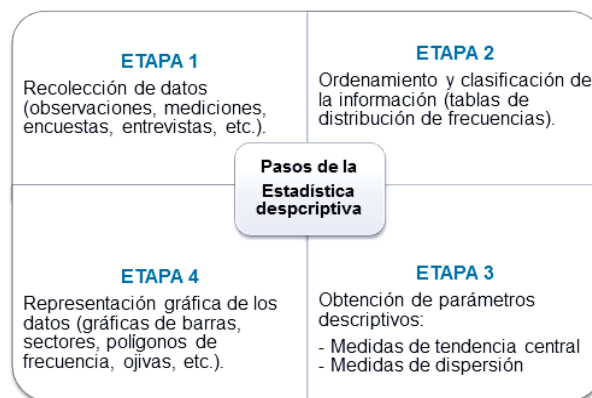 ETAPA 1
Recolección de datos
(observaciones, mediciones,
encuestas, entrevistas, etc.).
ETAPA 2
Ordenamiento y clasificación de
la información (tablas de
distribución de frecuencias).
Pasos de la
Estadística
despcriptiva
ETAPA 4
Representación gráfica de los
datos (gráficas de barras,
sectores, polígonos de
frecuencia, ojivas, etc.).
ETAPA 3
Obtención de parámetros
descriptivos:
- Medidas de tendencia central
- Medidas de dispersión